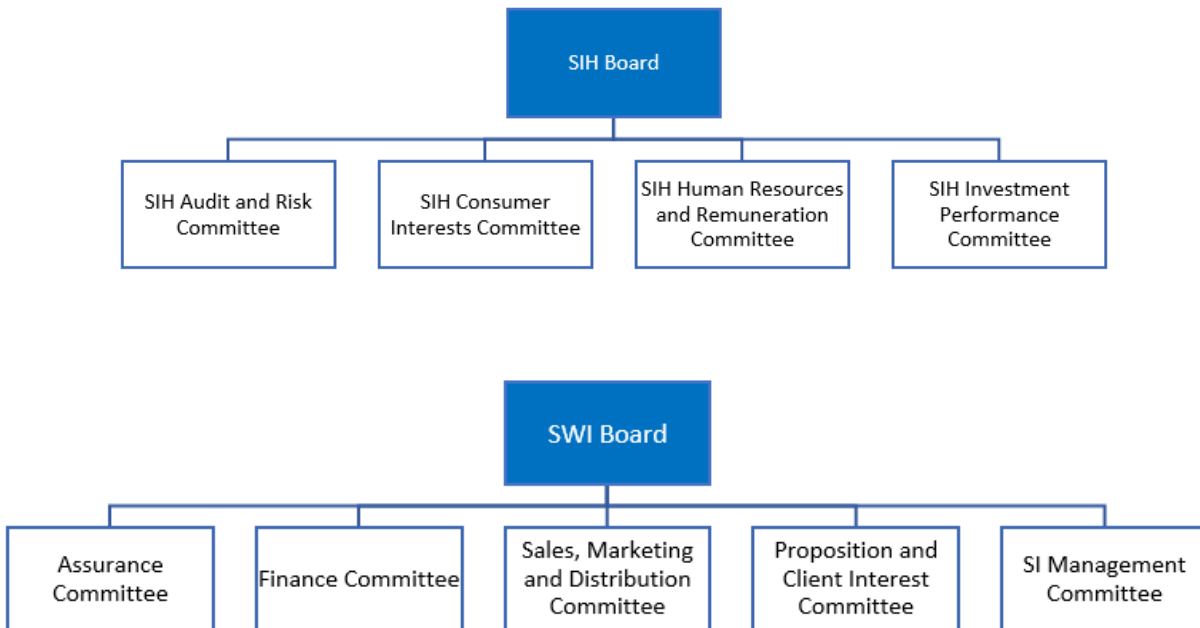 SIH Board
SIH Audit and Risk
Committee
SIH Consumer
Interests Committee
SIH Human Resources
and Remuneration
Committee
SIH Investment
Performance
Committee
SWI Board
Assurance
Committee
Finance Committee
Sales, Marketing
and Distribution
Committee
Proposition and
Client Interest
Committee
SI Management
Committee